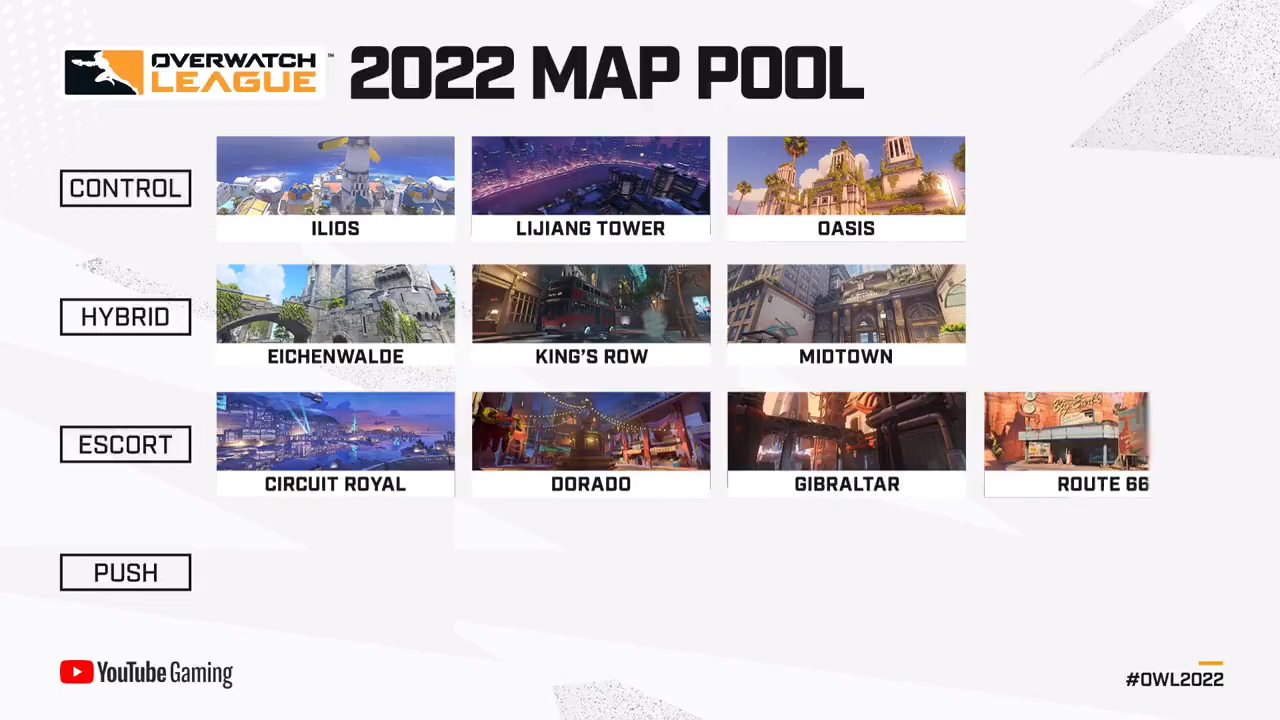 OVERWATCH
LEAGUE™
2022 MAP POOL
CONTROL
ILIOS
LIJIANG TOWER
OASIS
HYBRID
EICHENWALDE
KING'S ROW
MIDTOWN
ESCORT
CIRCUIT ROYAL
DORADO
GIBRALTAR
ROUTE 66
PUSH
YouTube Gaming
#OWL2022